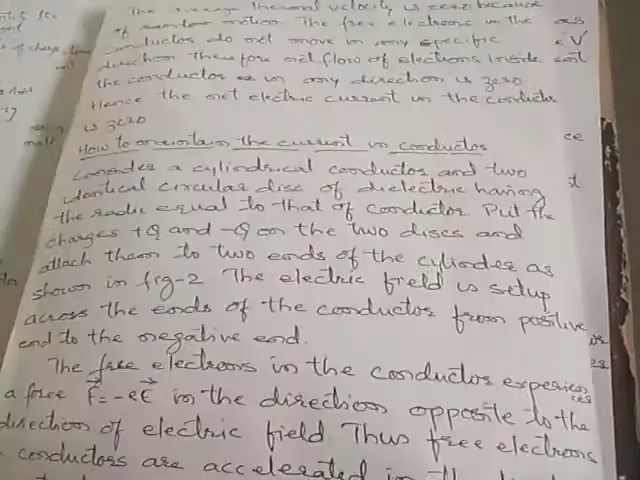 The average thermal velocity is zero because
of random motion The free electrons in the
conductor do not move in any specific
direction Therefore net flow of electrons inside
the conductor or in any direction is zero
Hence the net electric current in the conductor
is zero
How to maintain the current in conductor
Consider a cylindrical conductor and two
identical circular disc of dielectric having
the radii equal to that of conductor. Put the
charges +Q and -Q on the two discs and
attach them to two ends of the cylinder as
shown in fig-2 The electric field is setup
across the ends of the conductor from positive
end to the negative end.
The free electrons in the conductor experiences
a force F⃗ = -eE⃗ in the direction opposite to the
direction of electric field Thus free electrons
conductors are accelerated in the